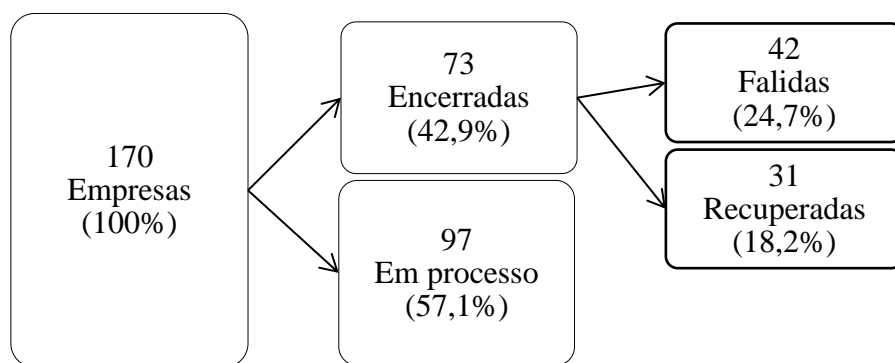 170
Empresas
(100%)
73
Encerradas
(42,9%)
97
Em processo
(57,1%)
42
Falidas
(24,7%)
31
Recuperadas
(18,2%)